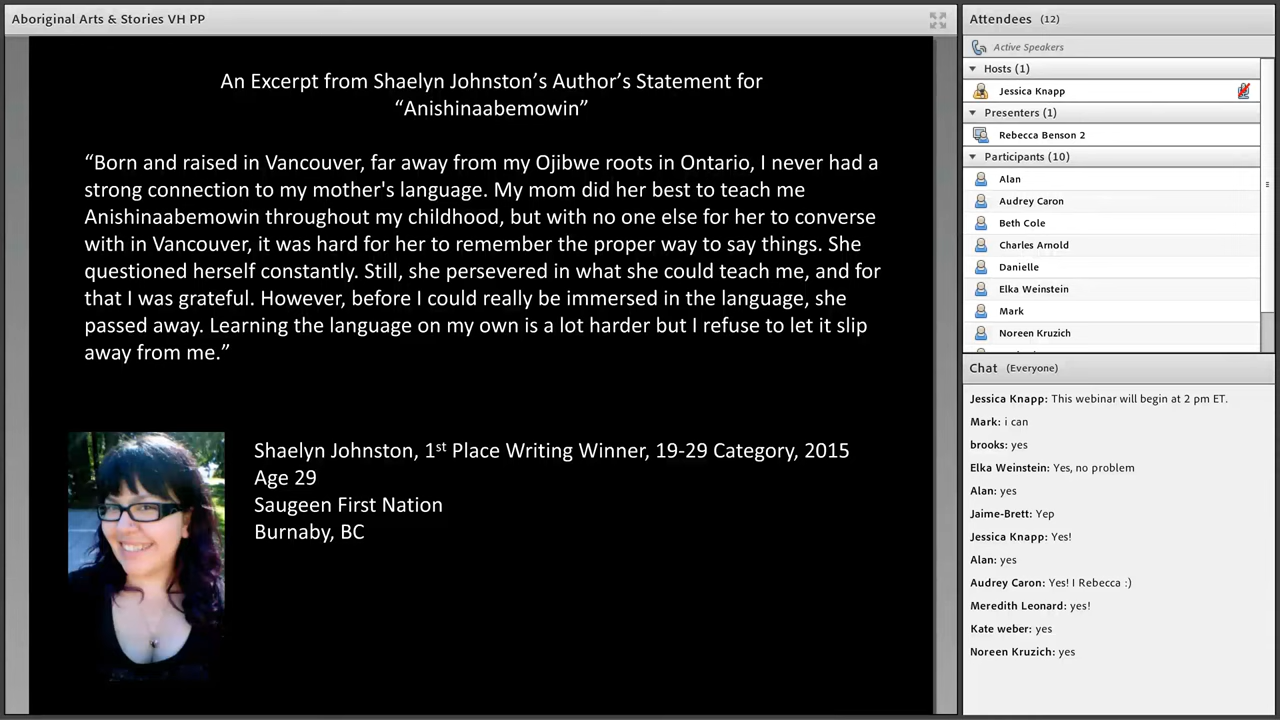 Aboriginal Arts & Stories VH PP
An Excerpt from Shaelyn Johnston’s Author’s Statement for
“Anishinaabemowin”
“Born and raised in Vancouver, far away from my Ojibwe roots in Ontario, I never had a
strong connection to my mother's language. My mom did her best to teach me
Anishinaabemowin throughout my childhood, but with no one else for her to converse
with in Vancouver, it was hard for her to remember the proper way to say things. She
questioned herself constantly. Still, she persevered in what she could teach me, and for
that I was grateful. However, before I could really be immersed in the language, she
passed away. Learning the language on my own is a lot harder but I refuse to let it slip
away from me.”
Shaelyn Johnston, 1st Place Writing Winner, 19-29 Category, 2015
Age 29
Saugeen First Nation
Burnaby, BC
Attendees (12)
Active Speakers
Hosts (1)
Jessica Knapp
Presenters (1)
Rebecca Benson 2
Participants (10)
Alan
Audrey Caron
Beth Cole
Charles Arnold
Danielle
Elka Weinstein
Mark
Noreen Kruzich
Chat (Everyone)
Jessica Knapp: This webinar will begin at 2 pm ET.
Mark: i can
brooks: yes
Elka Weinstein: Yes, no problem
Alan: yes
Jaime-Brett: Yep
Jessica Knapp: Yes!
Alan: yes
Audrey Caron: Yes! I Rebecca :)
Meredith Leonard: yes!
Kate weber: yes
Noreen Kruzich: yes